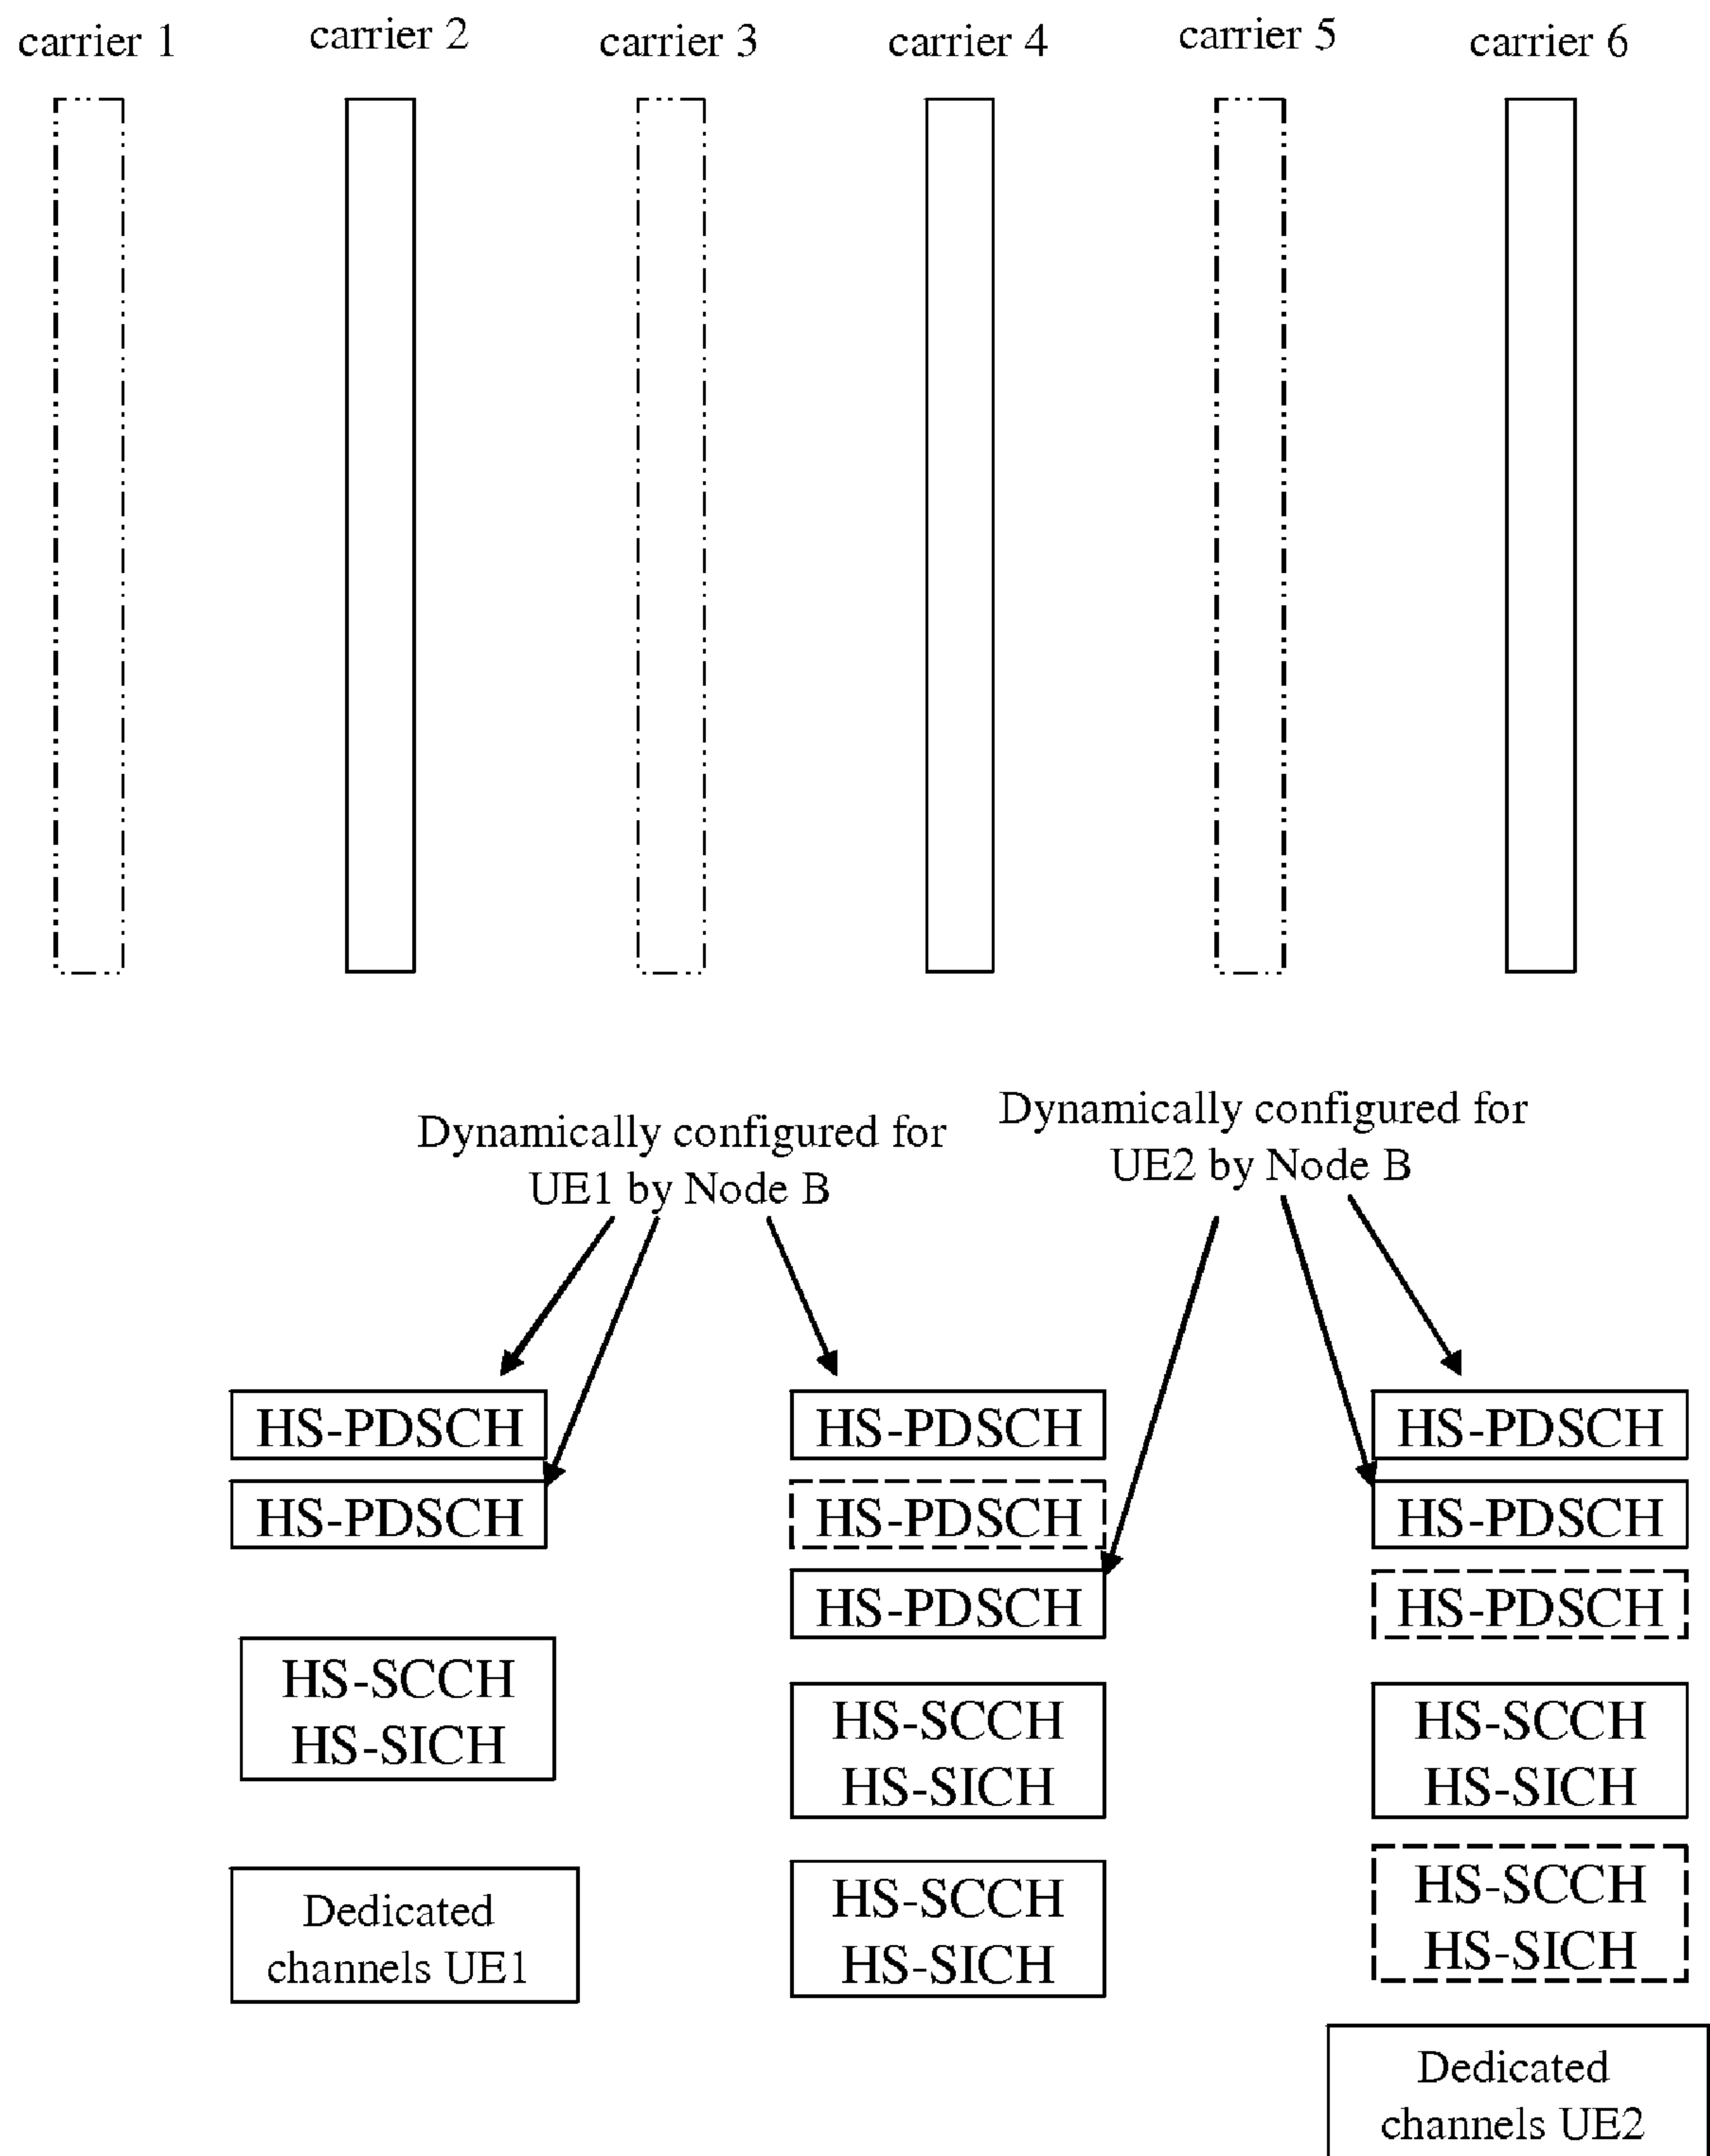 carrier 1
carrier 2
carrier 3
carrier 4
carrier 5
carrier 6
Dynamically configured for
UE1 by Node B
Dynamically configured for
UE2 by Node B
HS-PDSCH
HS-PDSCH
HS-SCCH
HS-SICH
Dedicated
channels UE1
HS-PDSCH
HS-PDSCH
HS-PDSCH
HS-SCCH
HS-SICH
HS-SCCH
HS-SICH
HS-PDSCH
HS-PDSCH
HS-PDSCH
HS-SCCH
HS-SICH
HS-SCCH
HS-SICH
Dedicated
channels UE2